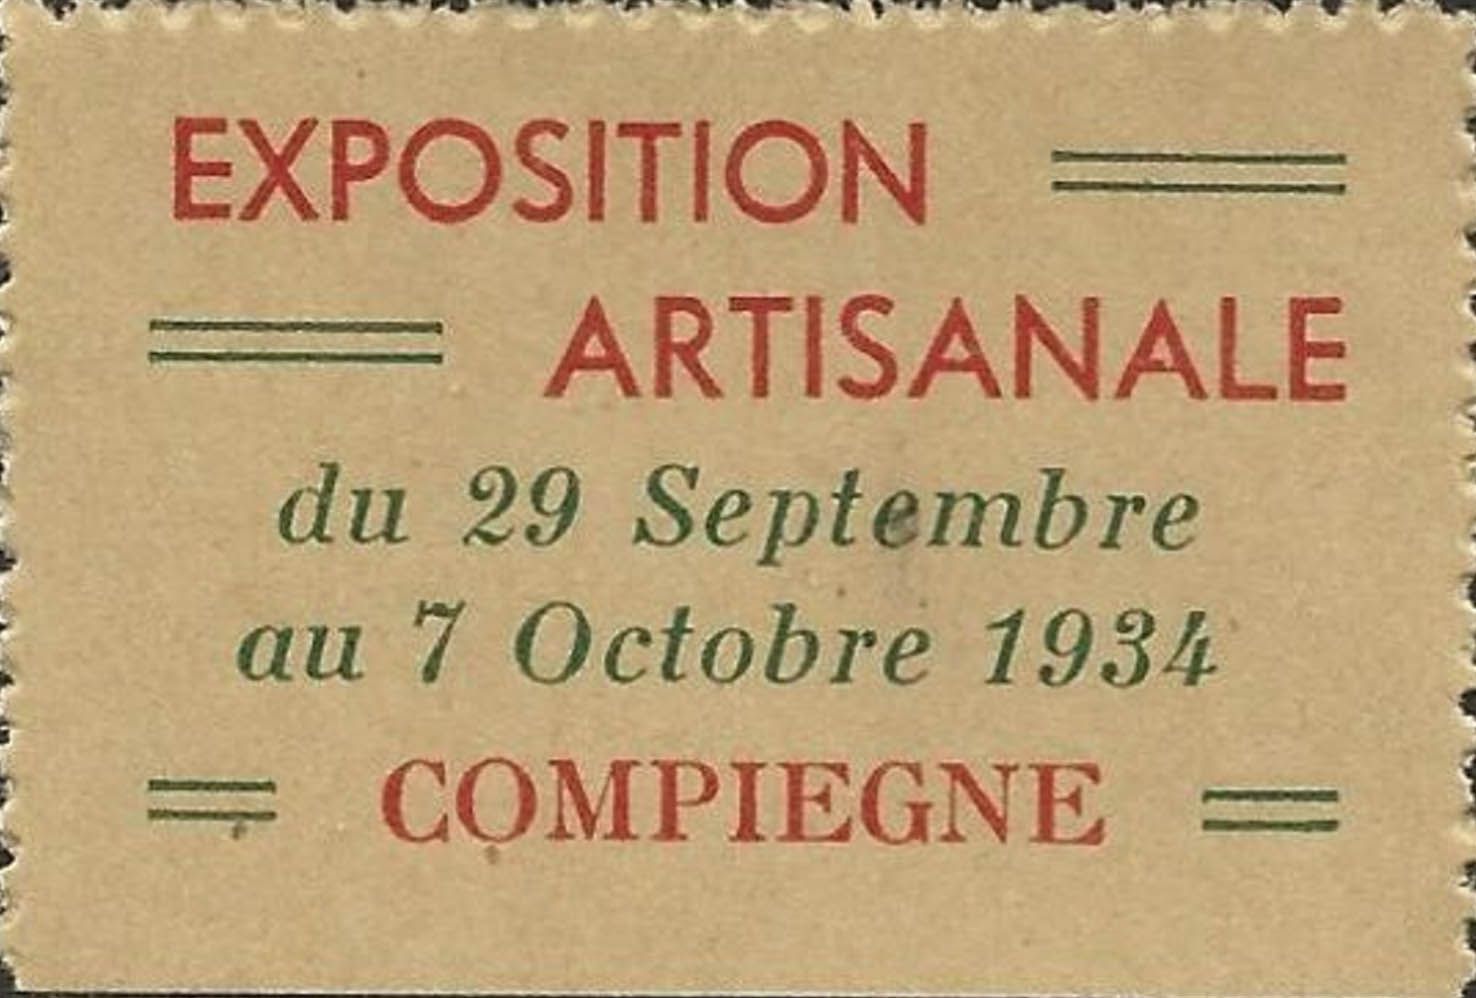 EXPOSITION
ARTISANALE
du 29 Septembre
au 7 Octobre 1934
COMPIEGNE